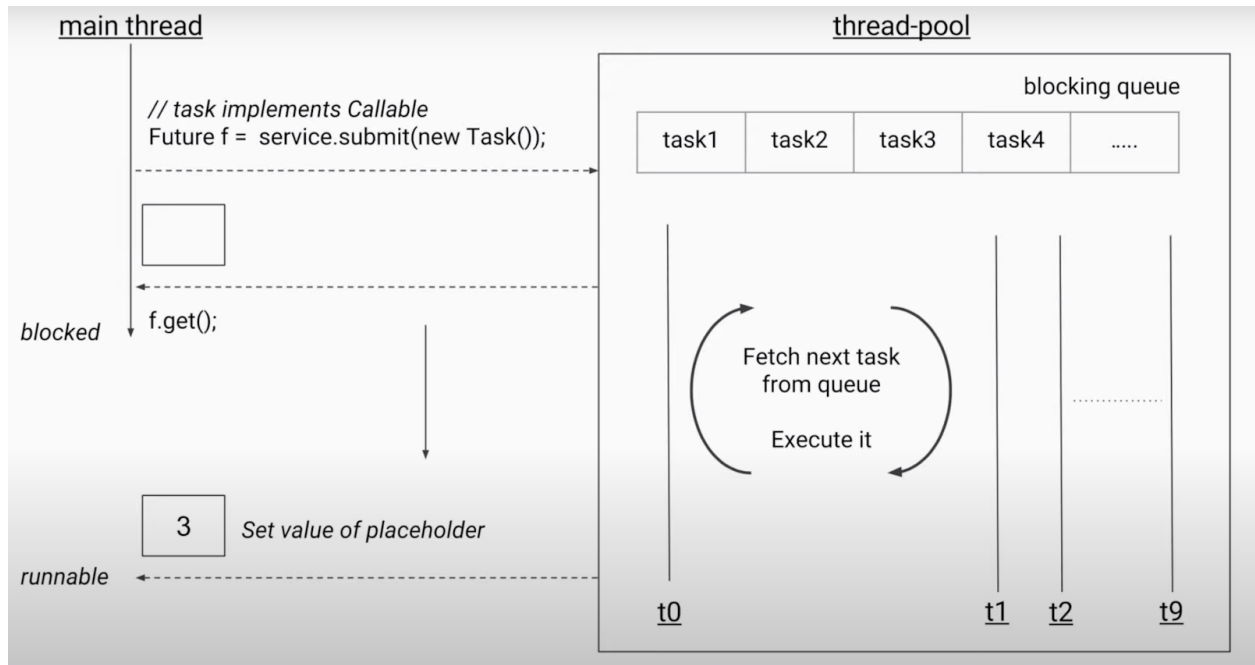 main thread
thread-pool
// task implements Callable
Future f = service.submit(new Task());
blocking queue
task1
task2
task3
task4
.....
f.get();
blocked
Fetch next task
from queue
Execute it
3
Set value of placeholder
runnable
t0
t1
t2
t9